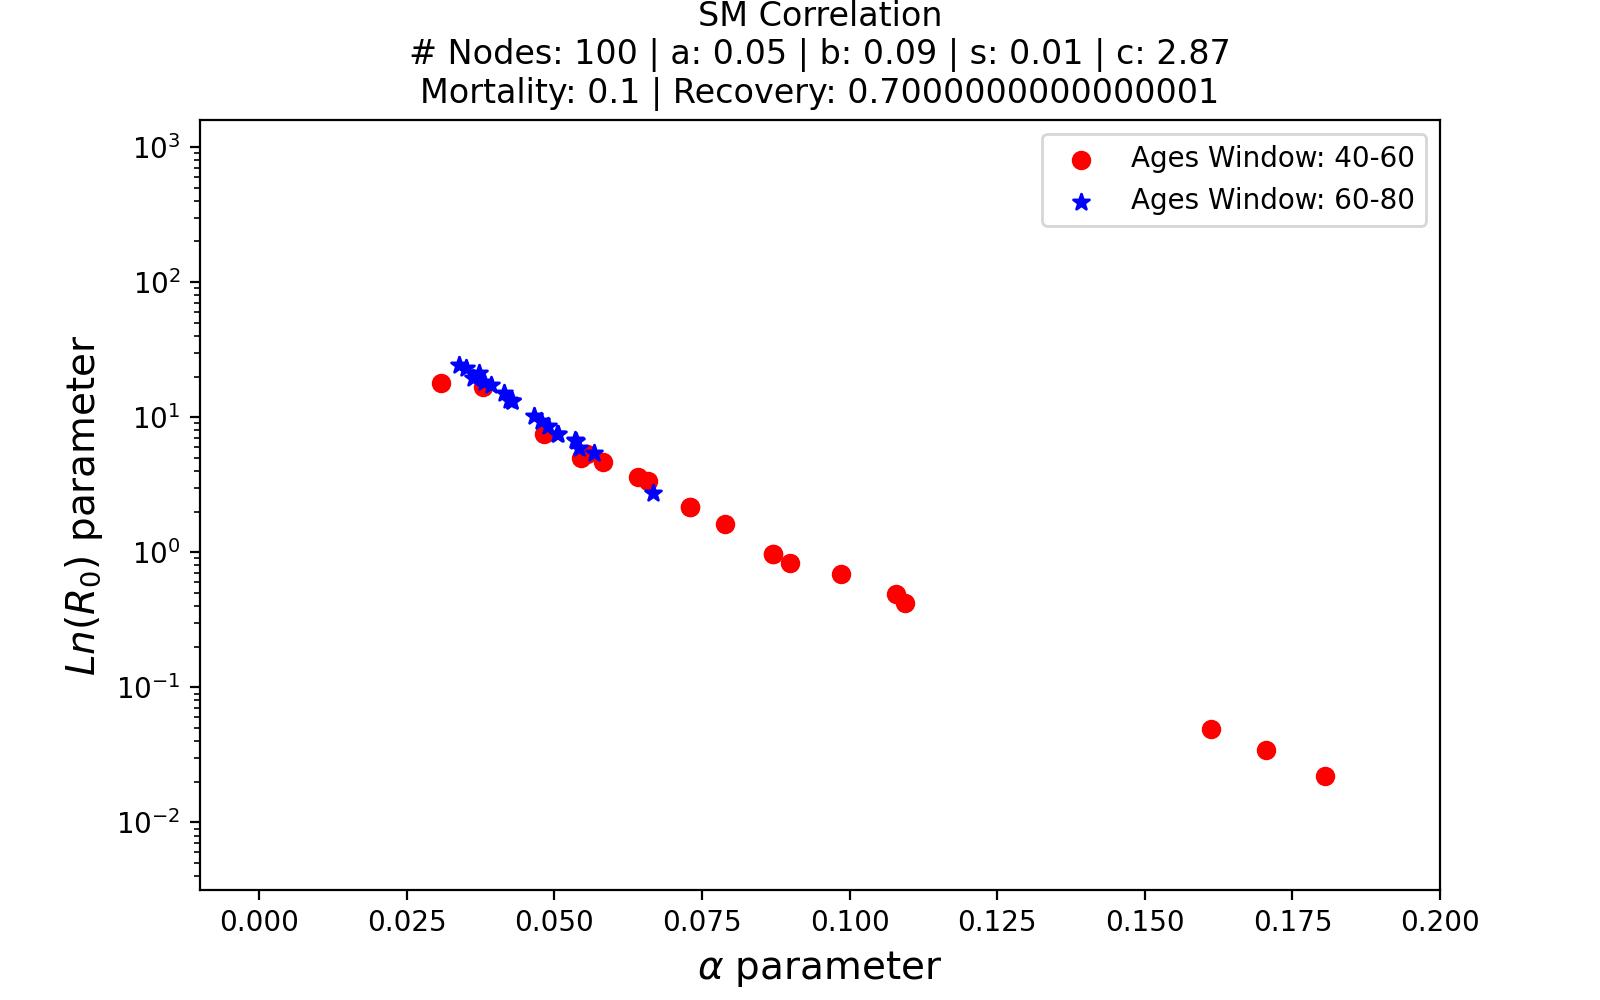 SM Correlation
# Nodes: 100 | a: 0.05 | b: 0.09 | s: 0.01 | c: 2.87
Mortality: 0.1 | Recovery: 0.7000000000000001
Ages Window: 40-60
Ages Window: 60-80
10³
10²
10¹
10⁰
10⁻¹
10⁻²
Ln(R₀) parameter
0.000 0.025 0.050 0.075 0.100 0.125 0.150 0.175 0.200
α parameter